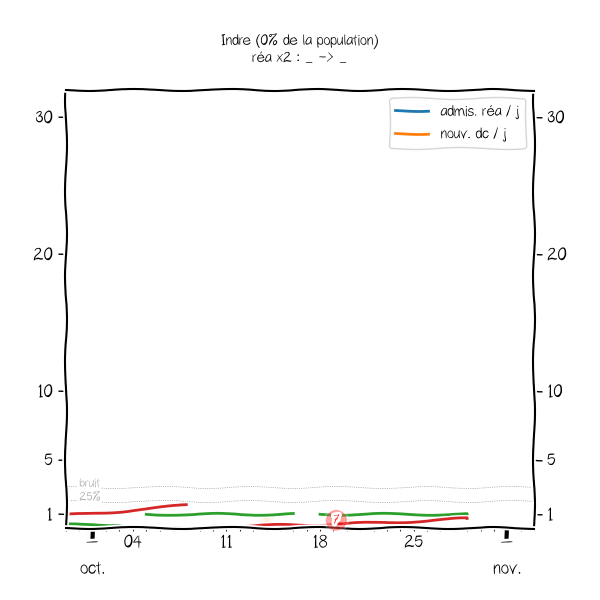 Indre (0% de la population)
réa x2 : _ -> _
admis. réa / j
nouv. dc / j
30
30
20
20
10
10
5
5
bruit
25%
1
1
7
04
11
18
25
oct.
nov.